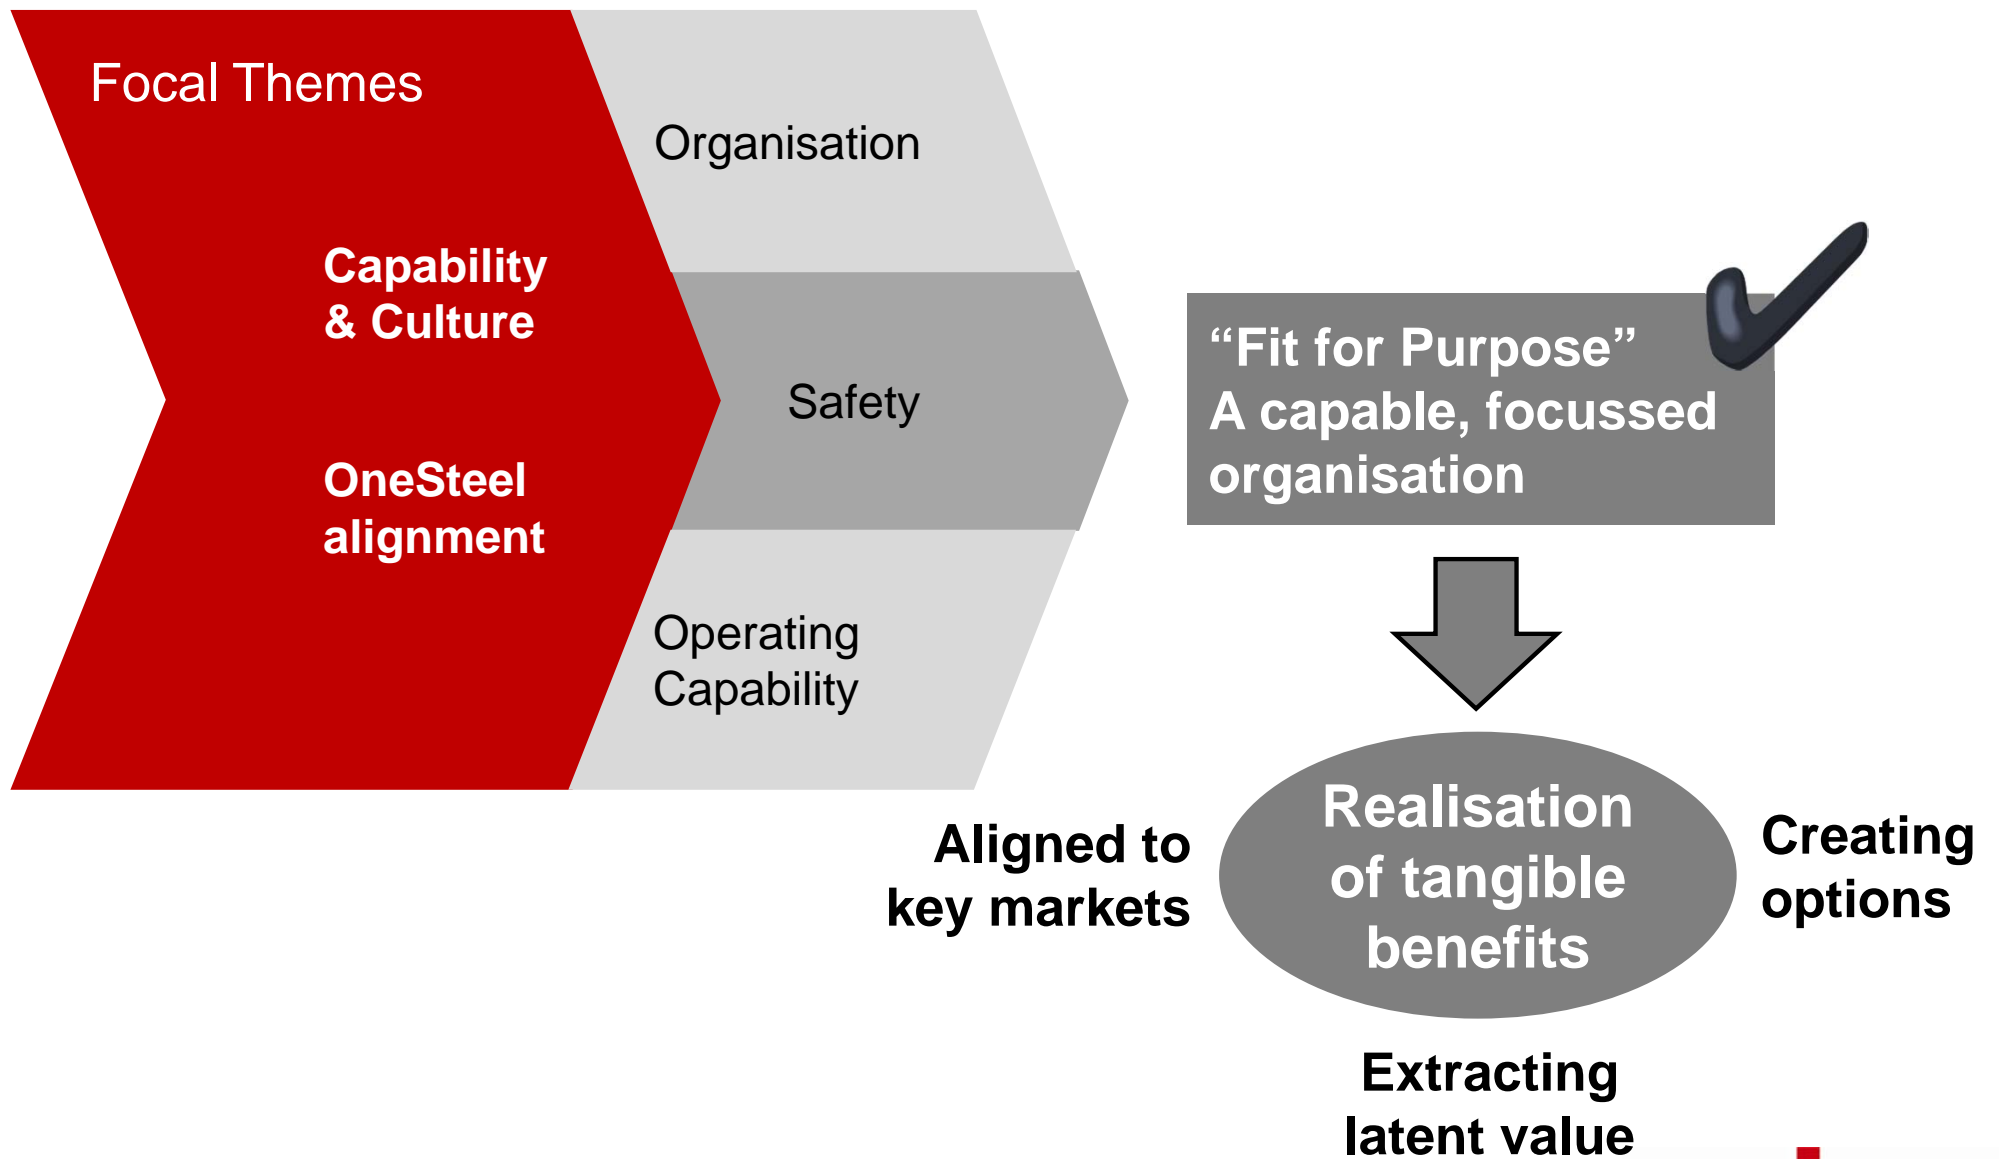 Focal Themes
Capability
& Culture
OneSteel
alignment
Organisation
Safety
Operating
Capability
“Fit for Purpose”
A capable, focussed
organisation
Realisation
of tangible
benefits
Aligned to
key markets
Creating
options
Extracting
latent value